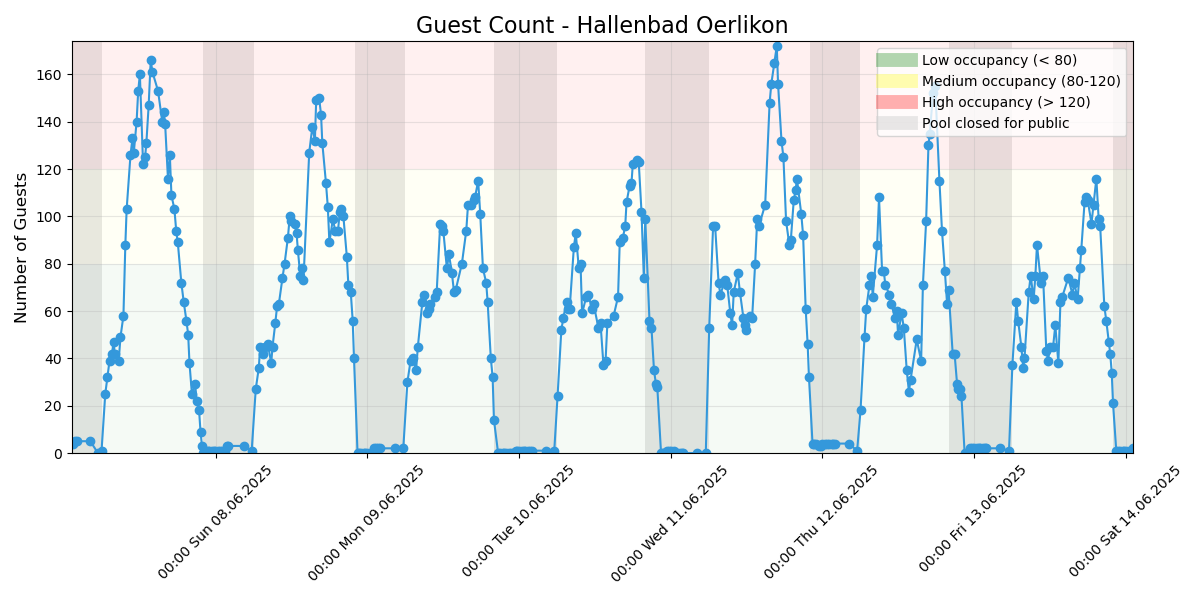 Guest Count - Hallenbad Oerlikon
Number of Guests
160
140
120
100
80
60
40
20
0
Low occupancy (< 80)
Medium occupancy (80-120)
High occupancy (> 120)
Pool closed for public
00:00 Sun 08.06.2025
00:00 Mon 09.06.2025
00:00 Tue 10.06.2025
00:00 Wed 11.06.2025
00:00 Thu 12.06.2025
00:00 Fri 13.06.2025
00:00 Sat 14.06.2025